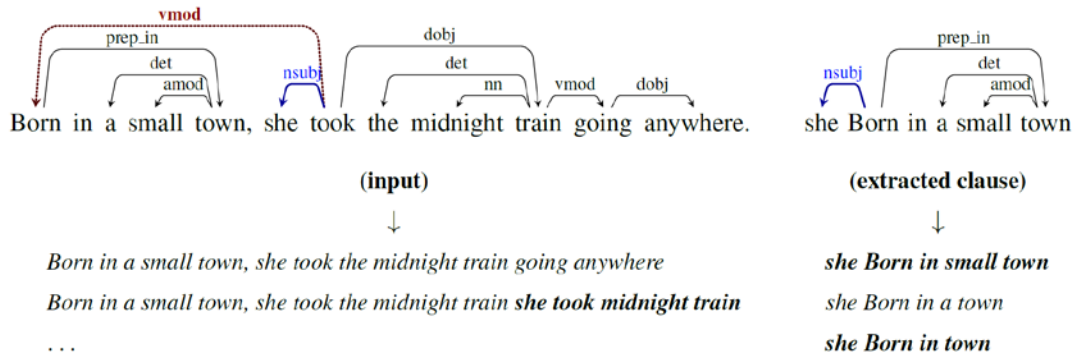 vmod
prep_in dobj prep_in
det det det
nsubj nsubj
amod nn vmod dobj amod
Born in a small town, she took the midnight train going anywhere. she Born in a small town
(input) (extracted clause)
↓ ↓
Born in a small town, she took the midnight train going anywhere she Born in small town
Born in a small town, she took the midnight train she took midnight train she Born in a town
. . . she Born in town